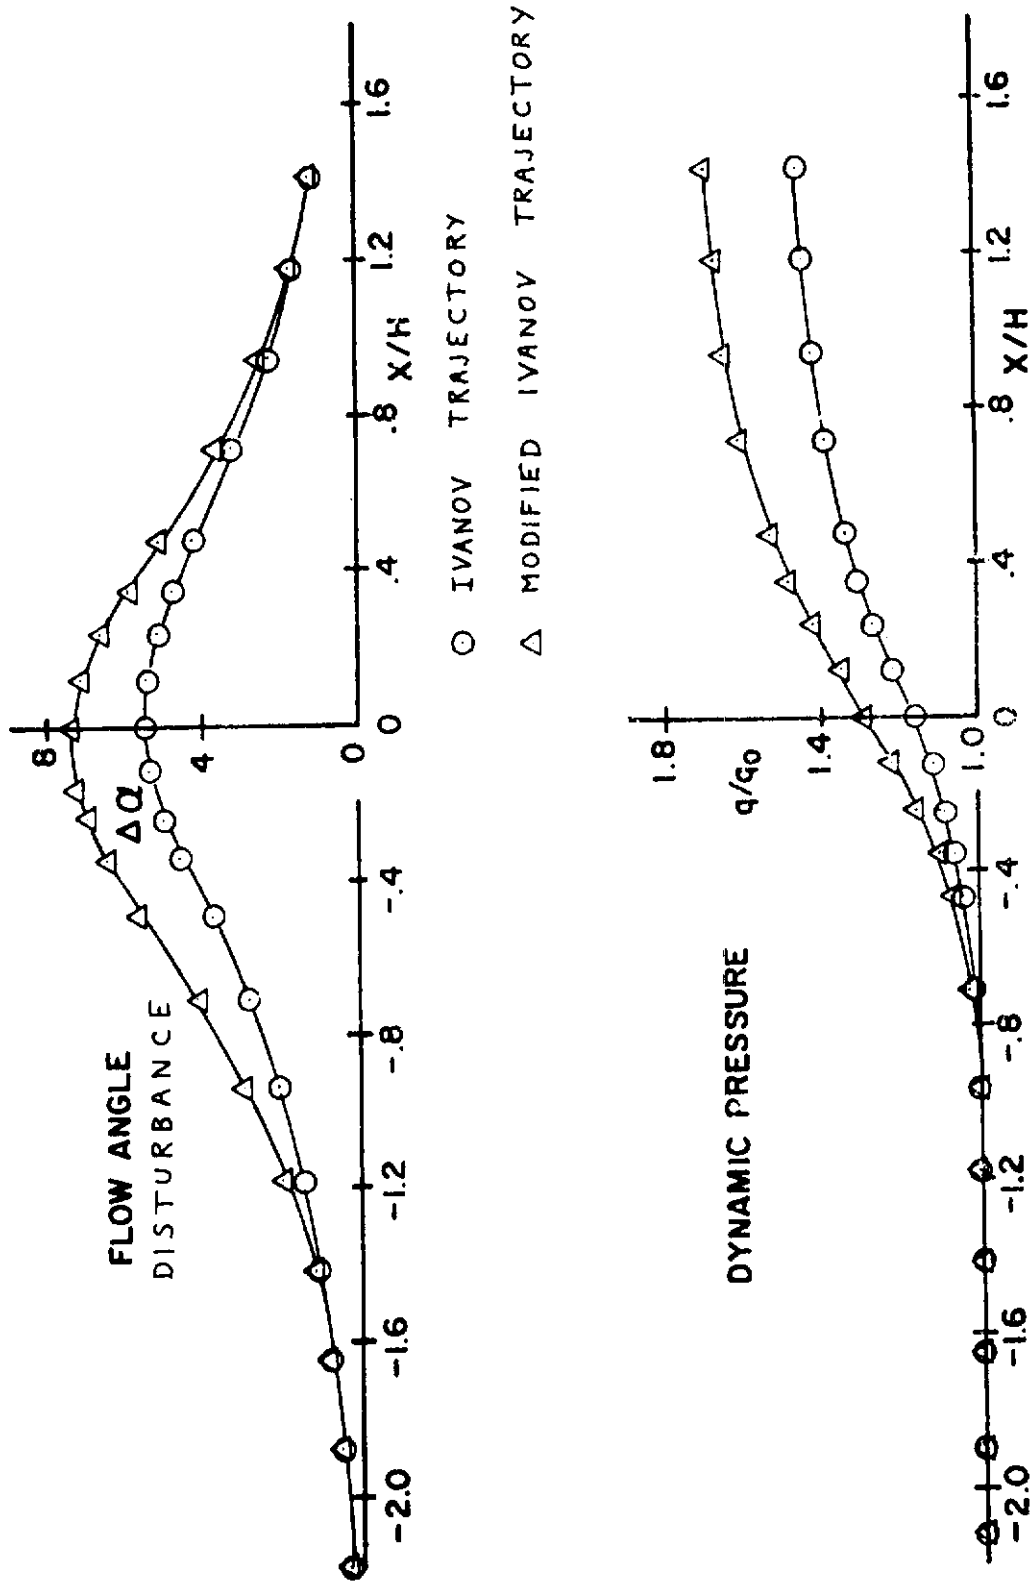 FLOW ANGLE
DISTURBANCE
Δα
8
4
0
-2.0 -1.6 -1.2 -.8 -.4 0 .4 .8 1.2 1.6
X/H
IVANOV TRAJECTORY
MODIFIED IVANOV TRAJECTORY
DYNAMIC PRESSURE
1.8
q/q0
1.4
1.0
-2.0 -1.6 -1.2 -.8 -.4 0 .4 .8 1.2 1.6
X/H